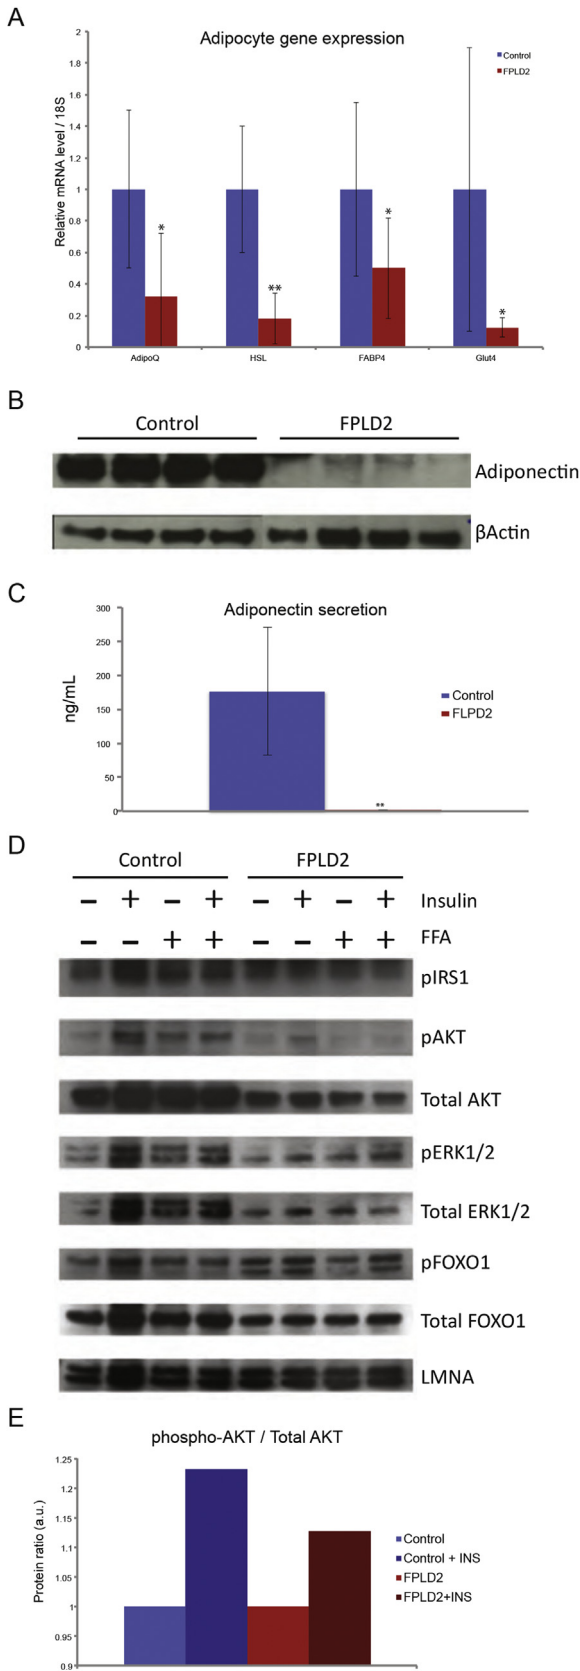 A
Adipocyte gene expression
Control
FPLD2
Relative mRNA level / 18S
2
1.8
1.6
1.4
1.2
1
0.8
0.6
0.4
0.2
0
*
**
*
*
AdipoQ HSL FABP4 Glut4
B
Control FPLD2
Adiponectin
βActin
C
Adiponectin secretion
ng/mL
300
250
200
150
100
50
0
Control
FLPD2
**
D
Control FPLD2
– + – + – + – + Insulin
– – + + – – + + FFA
pIRS1
pAKT
Total AKT
pERK1/2
Total ERK1/2
pFOXO1
Total FOXO1
LMNA
E
phospho-AKT / Total AKT
Protein ratio (a.u.)
1.25
1.2
1.15
1.1
1.05
1
0.95
0.9
Control
Control + INS
FPLD2
FPLD2+INS